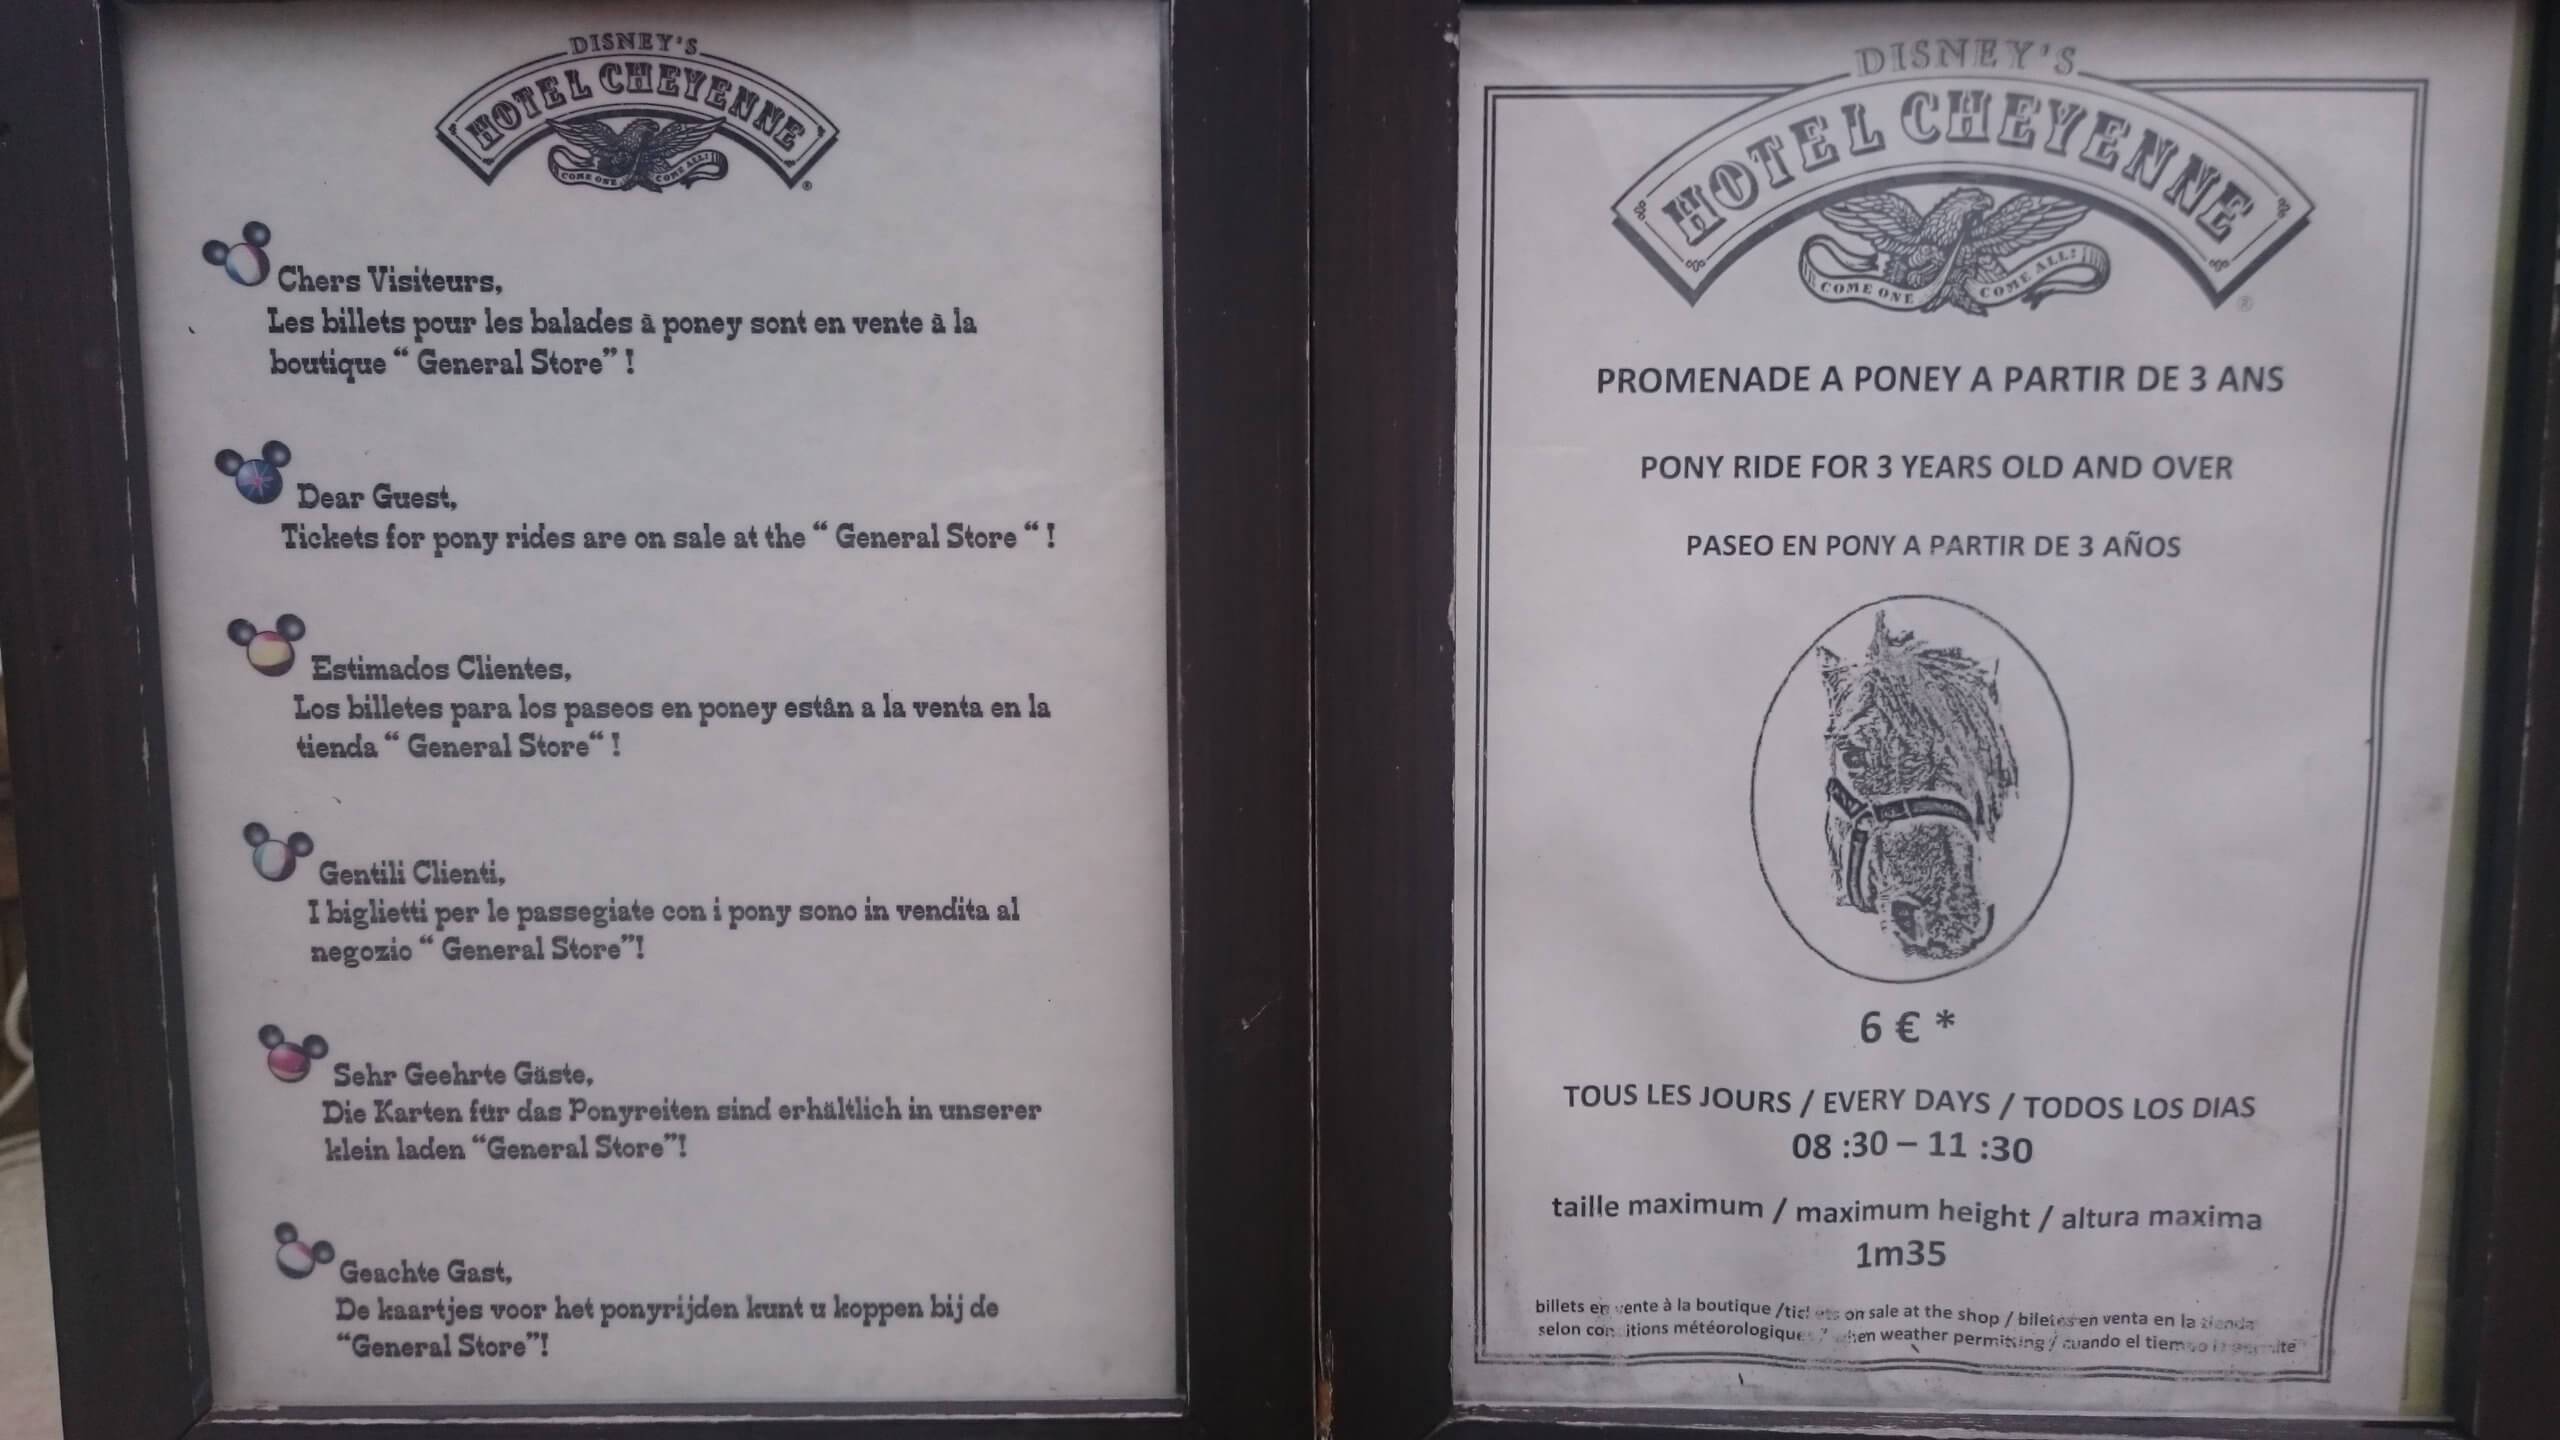 DISNEY'S
HOTEL CHEYENNE
COME ONE COME ALL!
®
Chers Visiteurs,
Les billets pour les balades à poney sont en vente à la
boutique “ General Store” !
Dear Guest,
Tickets for pony rides are on sale at the “ General Store “ !
Estimados Clientes,
Los billetes para los paseos en poney estân a la venta en la
tienda “ General Store“ !
Gentili Clienti,
I biglietti per le passegiate con i pony sono in vendita al
negozio “ General Store”!
Sehr Geehrte Gäste,
Die Karten für das Ponyreiten sind erhältlich in unserer
klein laden “General Store”!
Geachte Gast,
De kaartjes voor het ponyrijden kunt u koppen bij de
“General Store”!
DISNEY'S
HOTEL CHEYENNE
COME ONE COME ALL!
®
PROMENADE A PONEY A PARTIR DE 3 ANS
PONY RIDE FOR 3 YEARS OLD AND OVER
PASEO EN PONY A PARTIR DE 3 AÑOS
6 € *
TOUS LES JOURS / EVERY DAYS / TODOS LOS DIAS
08 :30 – 11 :30
taille maximum / maximum height / altura maxima
1m35
billets en vente à la boutique /tickets on sale at the shop / biletes en venta en la tienda
selon conditions météorologiques / when weather permitting / cuando el tiempo permite